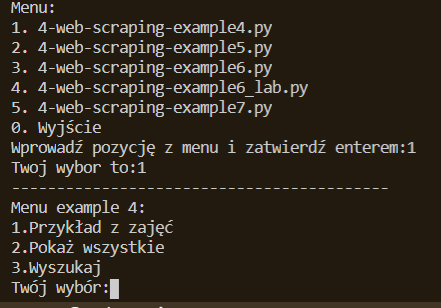 Menu:
1. 4-web-scraping-example4.py
2. 4-web-scraping-example5.py
3. 4-web-scraping-example6.py
4. 4-web-scraping-example6_lab.py
5. 4-web-scraping-example7.py
0. Wyjście
Wprowadź pozycję z menu i zatwierdź enterem:1
Twoj wybor to:1
------------------------------------------
Menu example 4:
1.Przykład z zajęć
2.Pokaż wszystkie
3.Wyszukaj
Twój wybór: